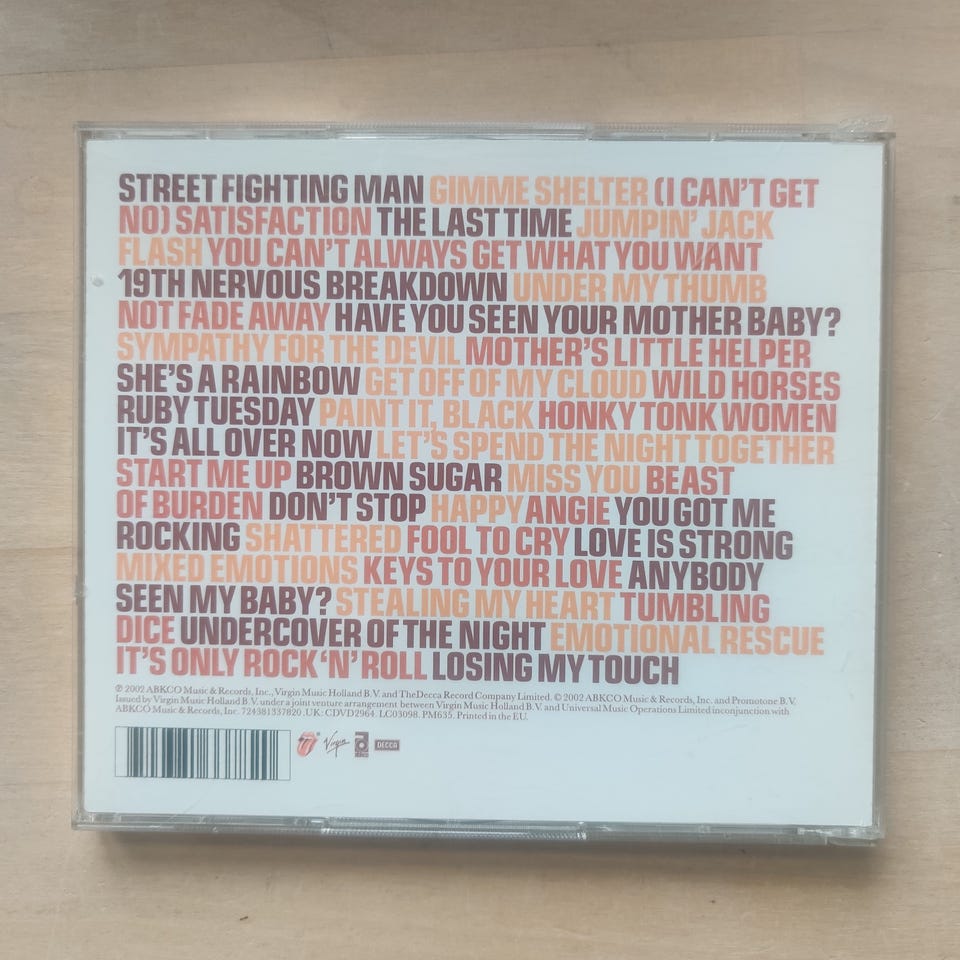 STREET FIGHTING MAN GIMME SHELTER (I CAN'T GET
NO) SATISFACTION THE LAST TIME JUMPIN' JACK
FLASH YOU CAN'T ALWAYS GET WHAT YOU WANT
19TH NERVOUS BREAKDOWN UNDER MY THUMB
NOT FADE AWAY HAVE YOU SEEN YOUR MOTHER BABY?
SYMPATHY FOR THE DEVIL MOTHER'S LITTLE HELPER
SHE'S A RAINBOW GET OFF OF MY CLOUD WILD HORSES
RUBY TUESDAY PAINT IT, BLACK HONKY TONK WOMEN
IT'S ALL OVER NOW LET'S SPEND THE NIGHT TOGETHER
START ME UP BROWN SUGAR MISS YOU BEAST
OF BURDEN DON'T STOP HAPPY ANGIE YOU GOT ME
ROCKING SHATTERED FOOL TO CRY LOVE IS STRONG
MIXED EMOTIONS KEYS TO YOUR LOVE ANYBODY
SEEN MY BABY? STEALING MY HEART TUMBLING
DICE UNDERCOVER OF THE NIGHT EMOTIONAL RESCUE
IT'S ONLY ROCK 'N' ROLL LOSING MY TOUCH
℗ 2002 ABKCO Music & Records, Inc., Virgin Music Holland B.V. and The Decca Record Company Limited. © 2002 ABKCO Music & Records, Inc. and Promotone B.V.
Issued by Virgin Music Holland B.V. under a joint venture arrangement between Virgin Music Holland B.V. and Universal Music Operations Limited inconjunction with
ABKCO Music & Records, Inc. 724381337820. UK: CDVD2964. LC03098. PM635. Printed in the EU.
Virgin abkco DECCA